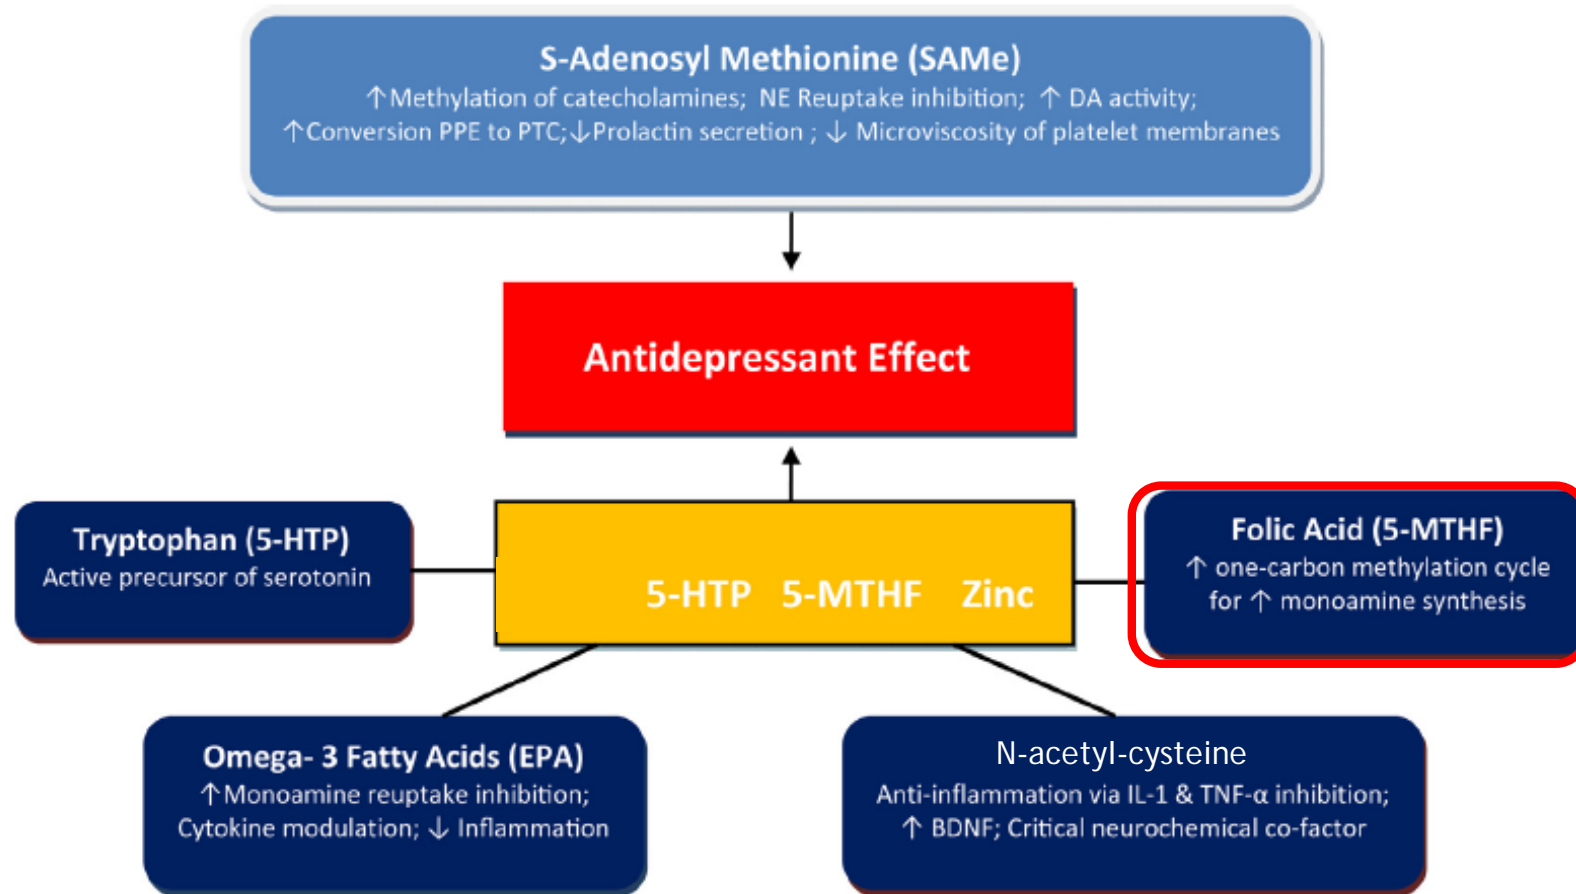 S-Adenosyl Methionine (SAMe)
↑Methylation of catecholamines; NE Reuptake inhibition; ↑ DA activity;
↑Conversion PPE to PTC;↓Prolactin secretion ; ↓ Microviscosity of platelet membranes
Antidepressant Effect
Tryptophan (5-HTP)
Active precursor of serotonin
5-HTP 5-MTHF Zinc
Folic Acid (5-MTHF)
↑ one-carbon methylation cycle
for ↑ monoamine synthesis
Omega- 3 Fatty Acids (EPA)
↑Monoamine reuptake inhibition;
Cytokine modulation; ↓ Inflammation
N-acetyl-cysteine
Anti-inflammation via IL-1 & TNF-α inhibition;
↑ BDNF; Critical neurochemical co-factor